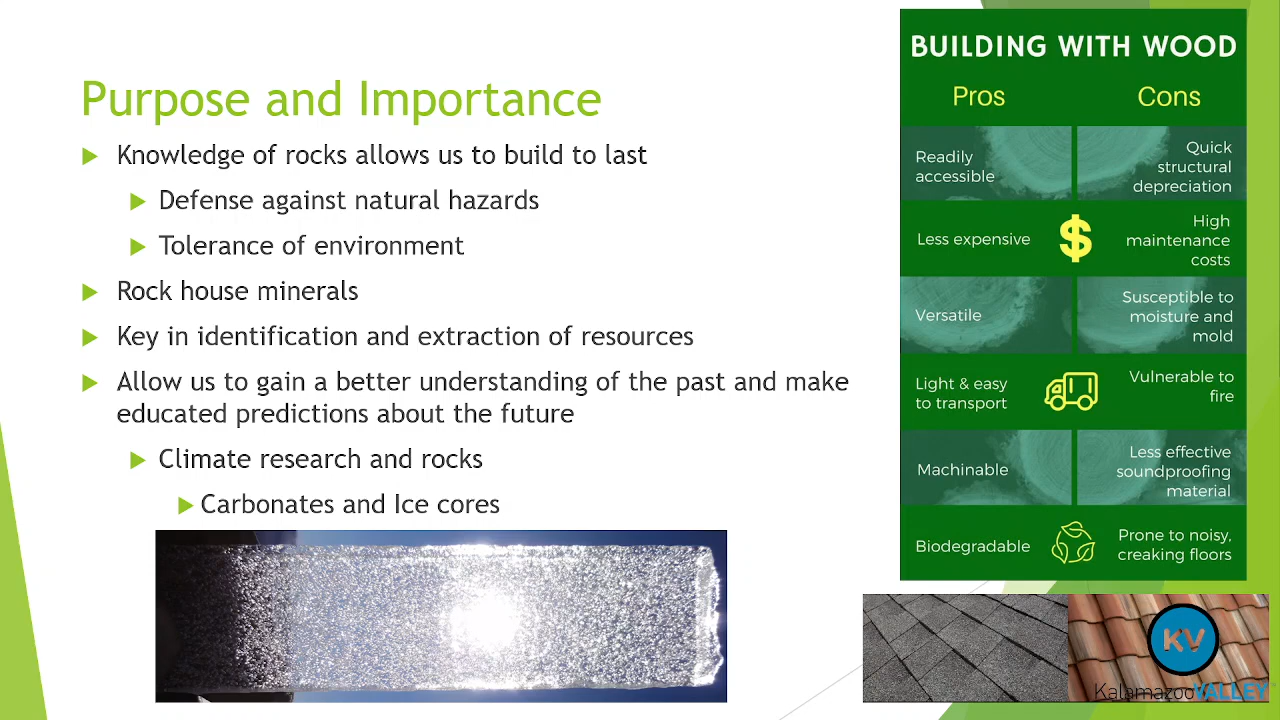 Purpose and Importance
Knowledge of rocks allows us to build to last
Defense against natural hazards
Tolerance of environment
Rock house minerals
Key in identification and extraction of resources
Allow us to gain a better understanding of the past and make
educated predictions about the future
Climate research and rocks
Carbonates and Ice cores
BUILDING WITH WOOD
Pros
Cons
Readily
accessible
Quick
structural
depreciation
Less expensive
$
High
maintenance
costs
Versatile
Susceptible to
moisture and
mold
Light & easy
to transport
Vulnerable to
fire
Machinable
Less effective
soundproofing
material
Biodegradable
Prone to noisy,
creaking floors
KV
KalamazooVALLEY